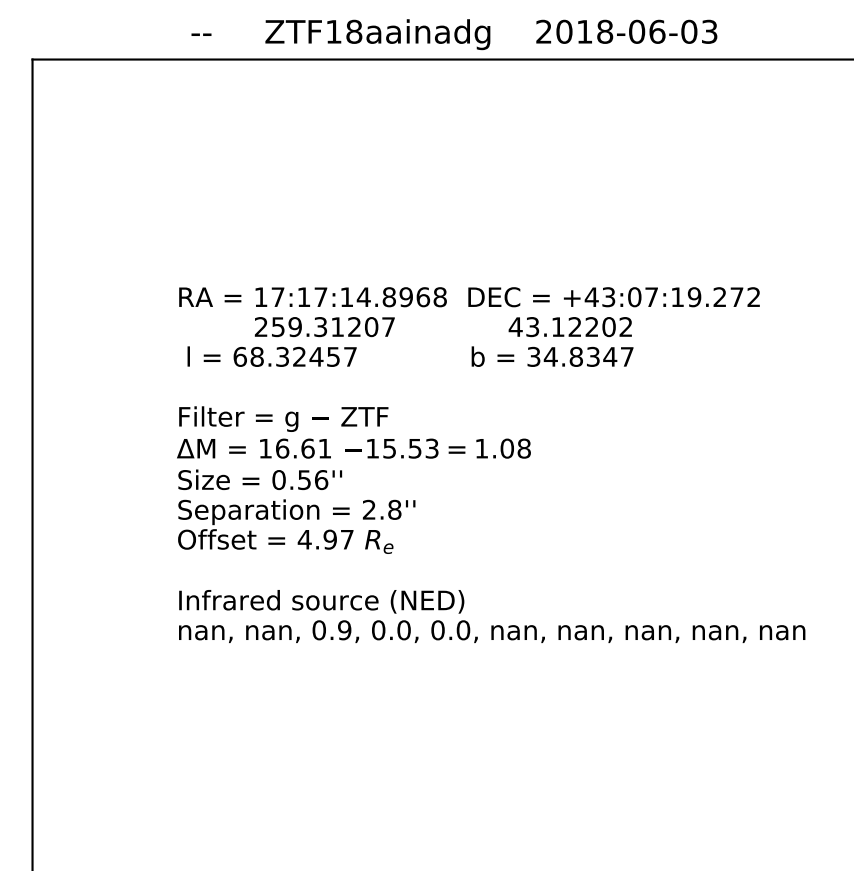 -- ZTF18aainadg 2018-06-03
RA = 17:17:14.8968 DEC = +43:07:19.272
259.31207 43.12202
l = 68.32457 b = 34.8347
Filter = g − ZTF
ΔM = 16.61 −15.53 = 1.08
Size = 0.56''
Separation = 2.8''
Offset = 4.97 Re
Infrared source (NED)
nan, nan, 0.9, 0.0, 0.0, nan, nan, nan, nan, nan